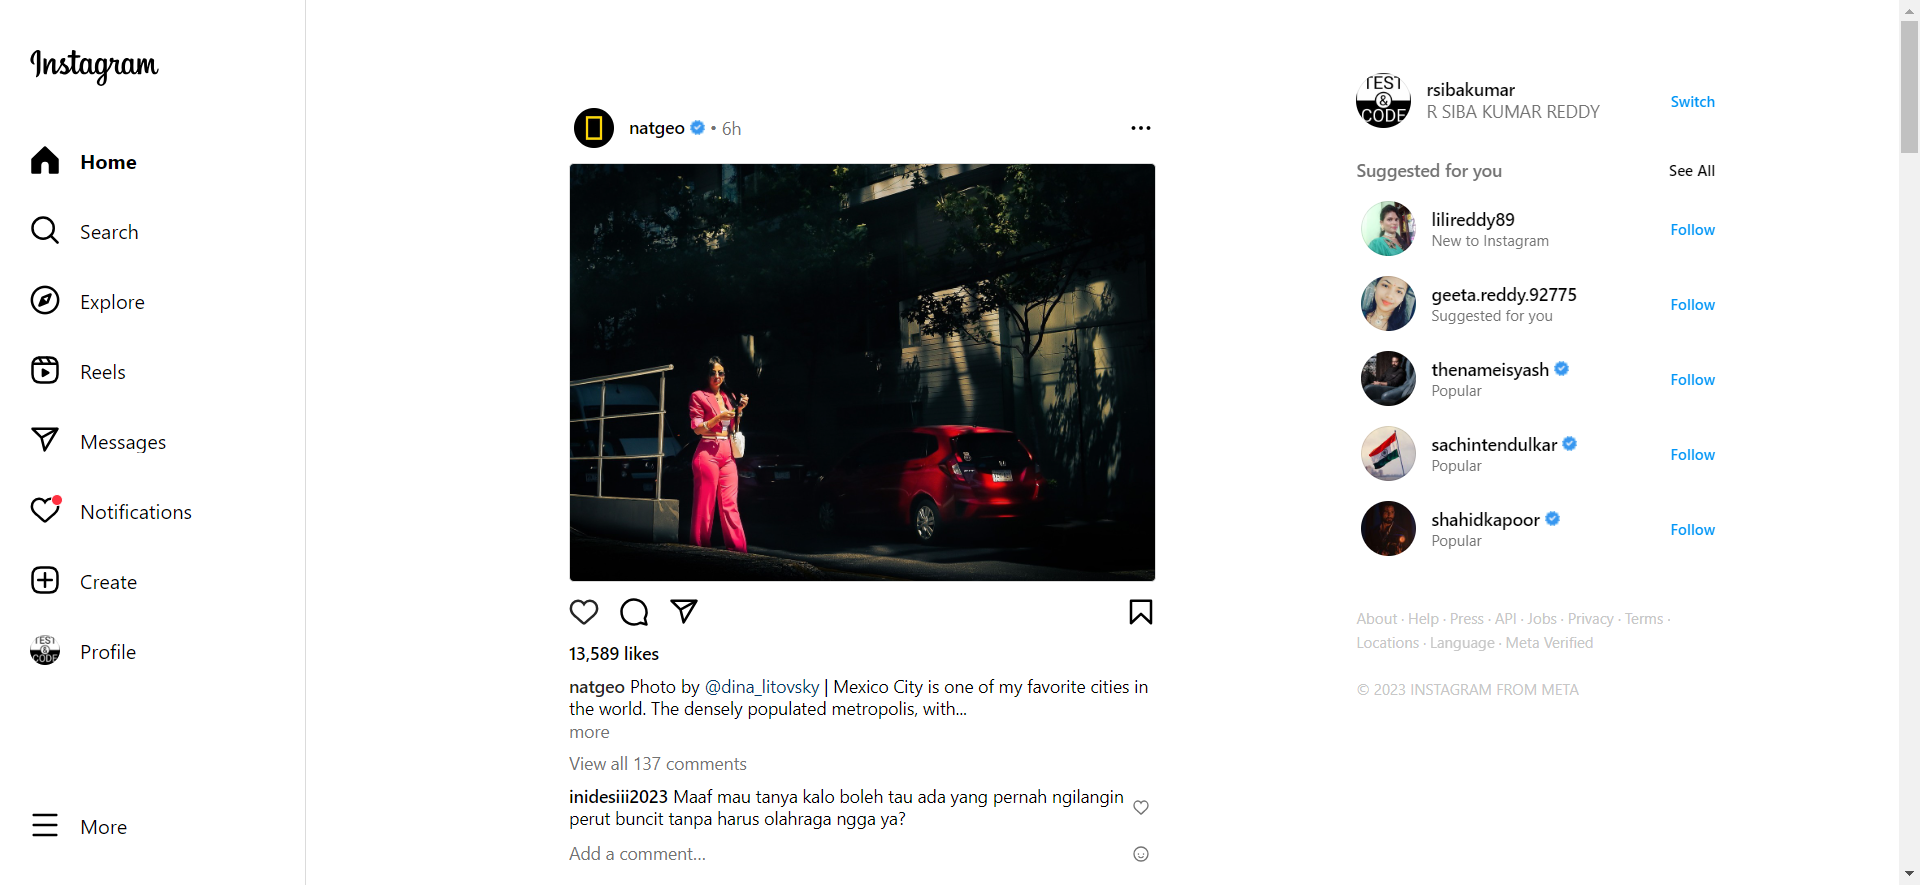 Instagram
Home
Search
Explore
Reels
Messages
Notifications
Create
Profile
More
natgeo • 6h
13,589 likes
natgeo Photo by @dina_litovsky | Mexico City is one of my favorite cities in
the world. The densely populated metropolis, with...
more
View all 137 comments
inidesiii2023 Maaf mau tanya kalo boleh tau ada yang pernah ngilangin
perut buncit tanpa harus olahraga ngga ya?
Add a comment...
TEST
&
CODE
rsibakumar
R SIBA KUMAR REDDY
Switch
Suggested for you
See All
lilireddy89
New to Instagram
Follow
geeta.reddy.92775
Suggested for you
Follow
thenameisyash
Popular
Follow
sachintendulkar
Popular
Follow
shahidkapoor
Popular
Follow
About · Help · Press · API · Jobs · Privacy · Terms ·
Locations · Language · Meta Verified
© 2023 INSTAGRAM FROM META